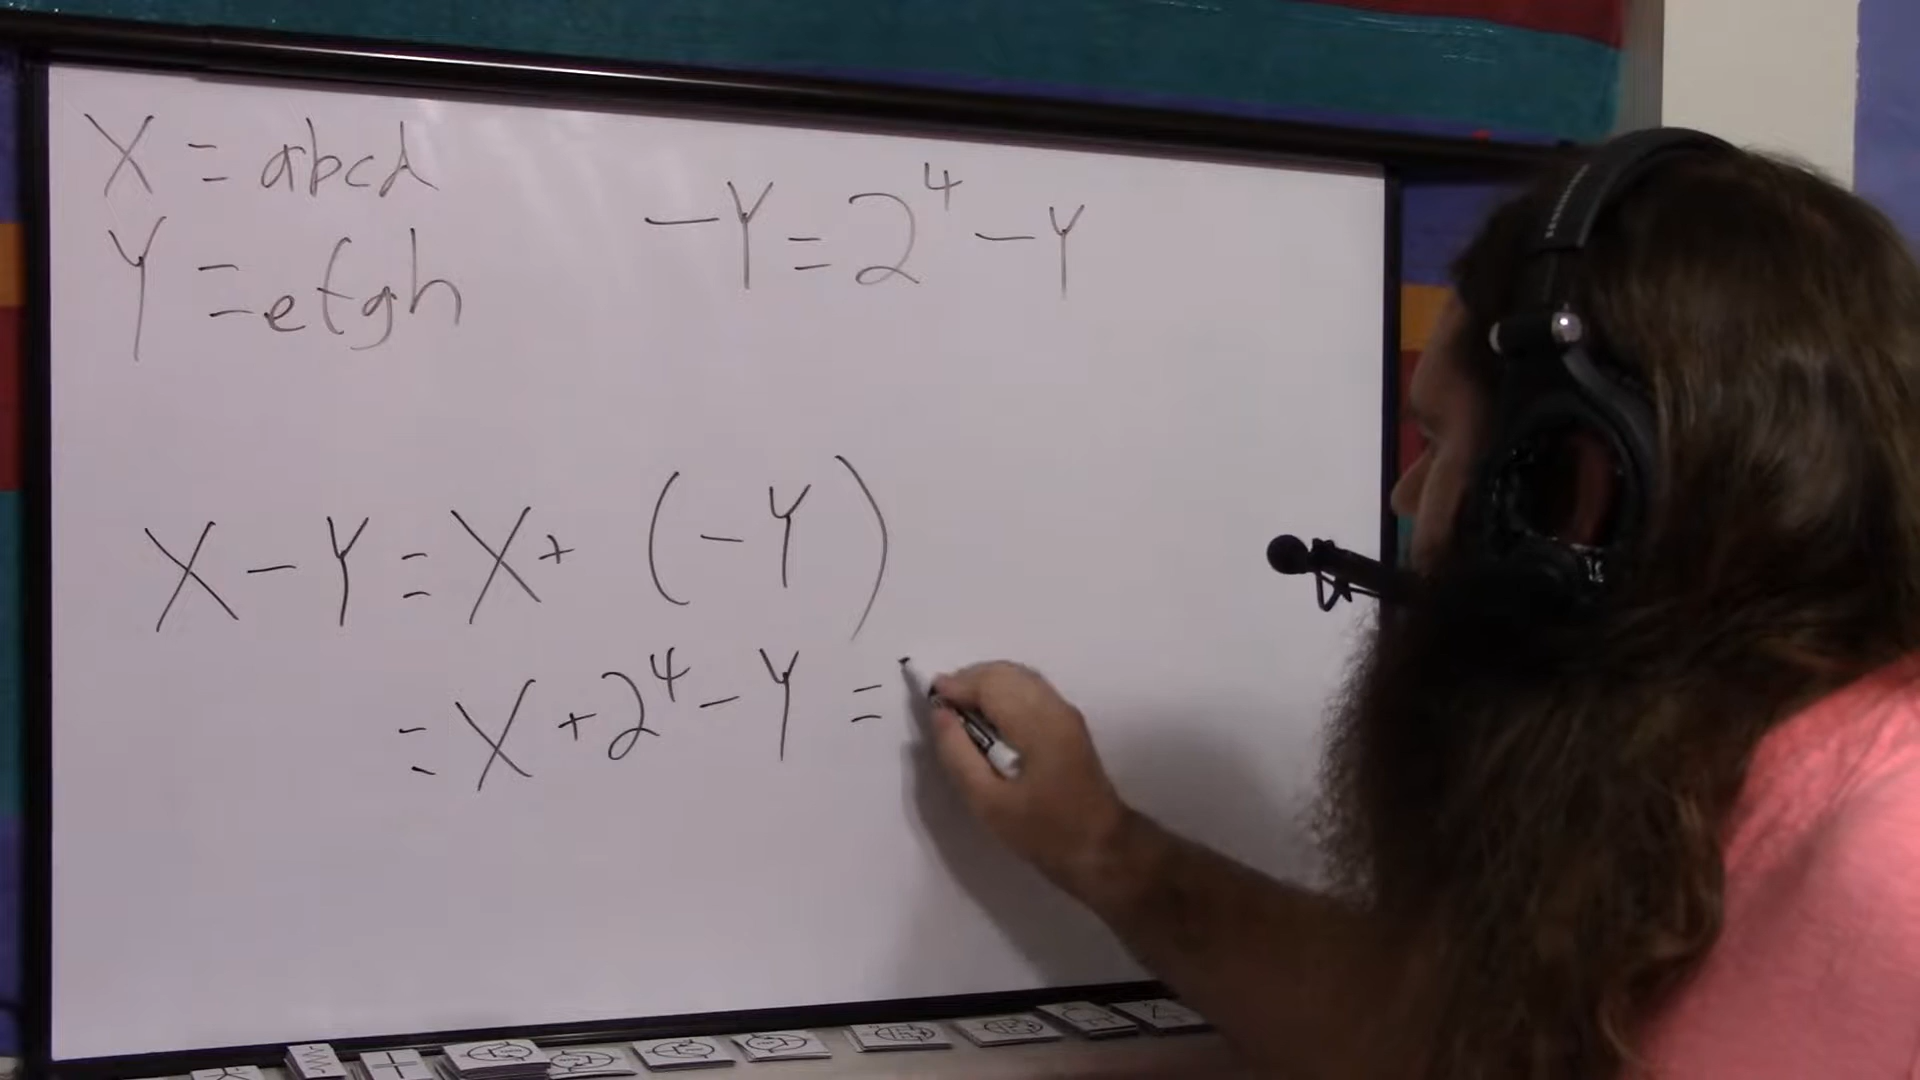 X = abcd
Y = efgh
-Y = 2⁴ - Y
X - Y = X + (-Y)
= X + 2⁴ - Y =